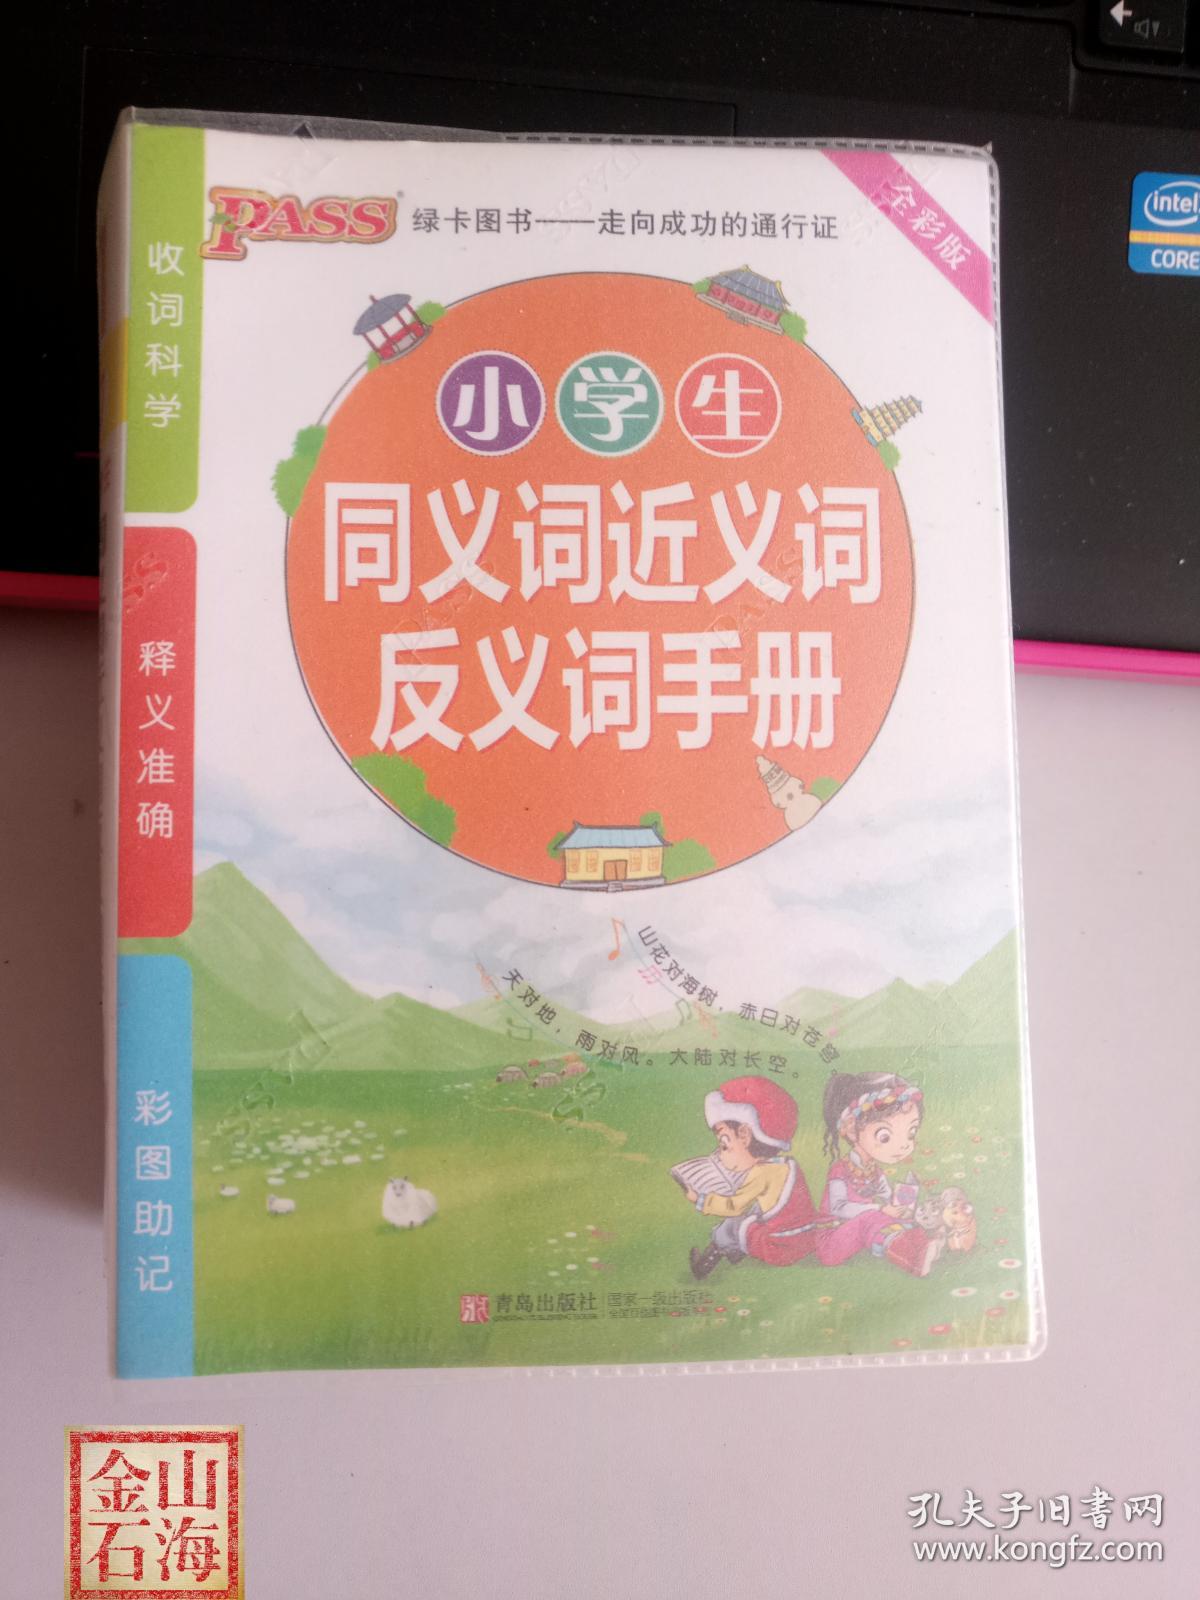 PASS
绿卡图书——走向成功的通行证
全彩版
收词科学
释义准确
彩图助记
小学生
同义词近义词
反义词手册
山花对海树，赤日对苍穹。
天对地，雨对风。大陆对长空。
青岛出版社
国家一级出版社
intel
CORE
金山
石海
孔夫子旧书网
www.kongfz.com